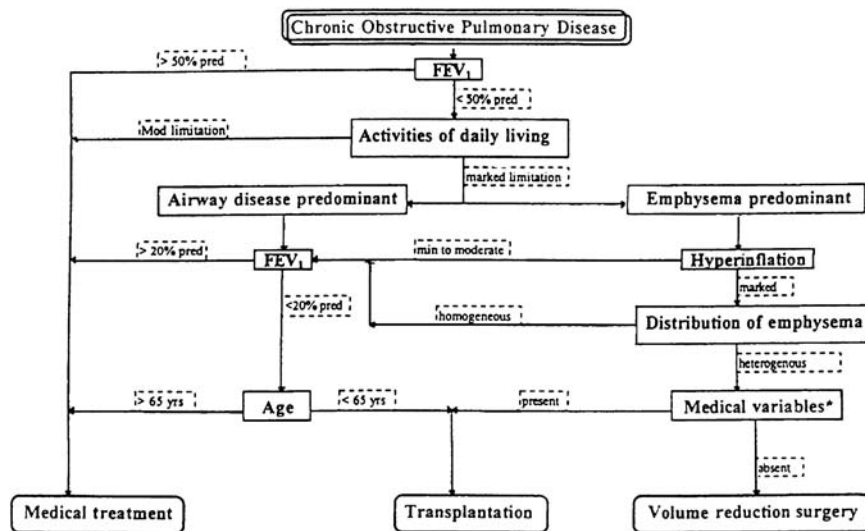 Chronic Obstructive Pulmonary Disease
> 50% pred
FEV₁
< 50% pred
Mod limitation
Activities of daily living
marked limitation
Airway disease predominant
Emphysema predominant
> 20% pred
FEV₁
min to moderate
Hyperinflation
marked
<20% pred
homogeneous
Distribution of emphysema
heterogenous
> 65 yrs
Age
< 65 yrs
present
Medical variables*
absent
Medical treatment
Transplantation
Volume reduction surgery